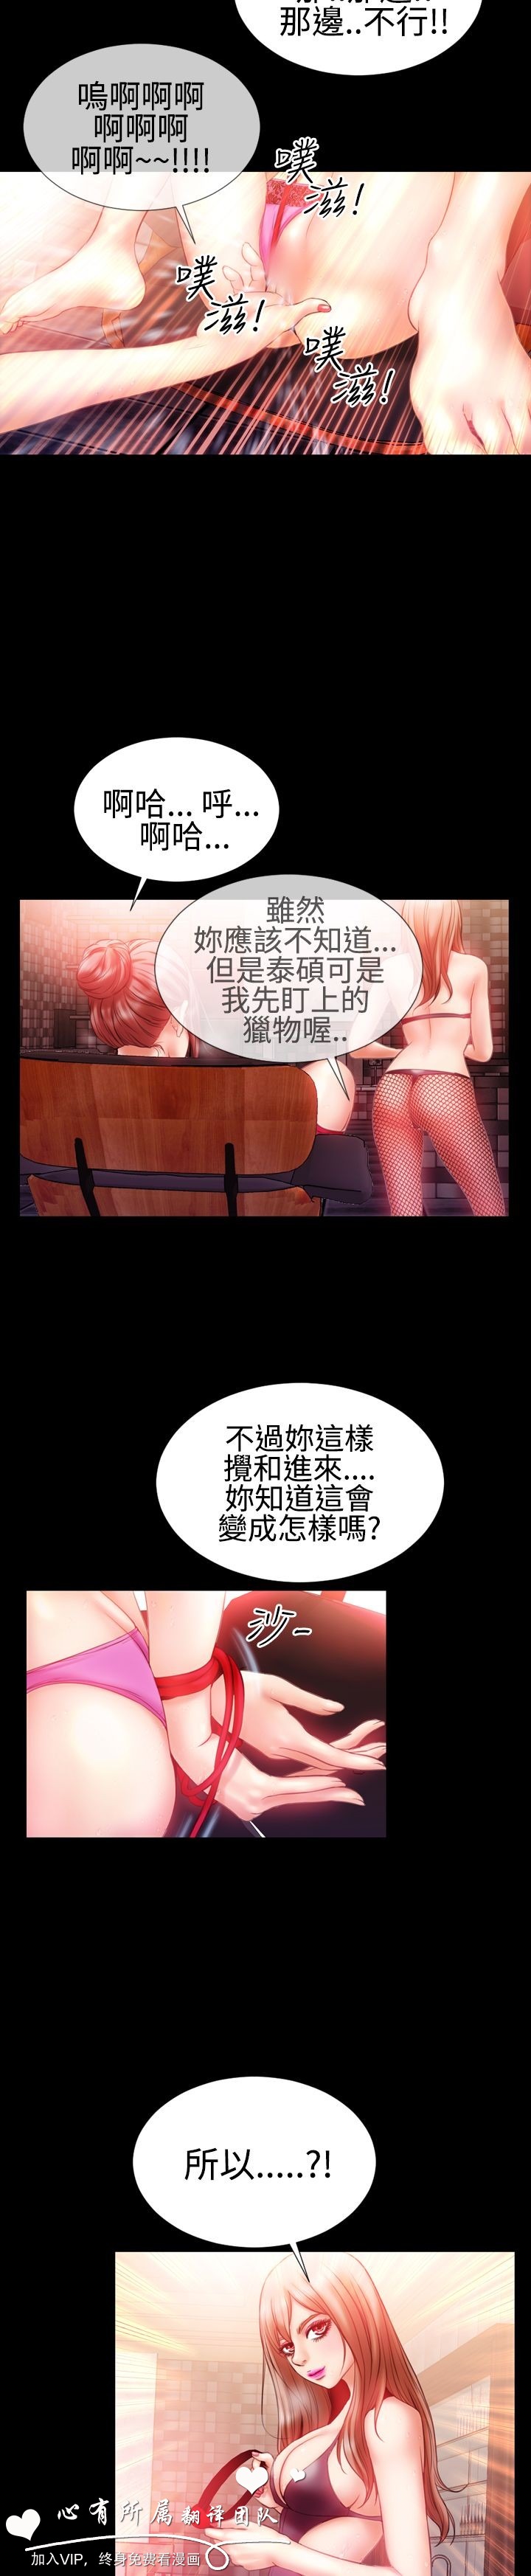 那邊..不行!!
嗚啊啊啊
啊啊啊
啊啊~~!!!!
噗
滋!
噗
滋!
噗
滋!
啊哈... 呼...
啊哈...
雖然
妳應該不知道...
但是泰碩可是
我先盯上的
獵物喔..
不過妳這樣
攪和進來....
妳知道這會
變成怎樣嗎?
沙~
所以.....?!
心有所属翻译团队
加入VIP，终身免费看漫画